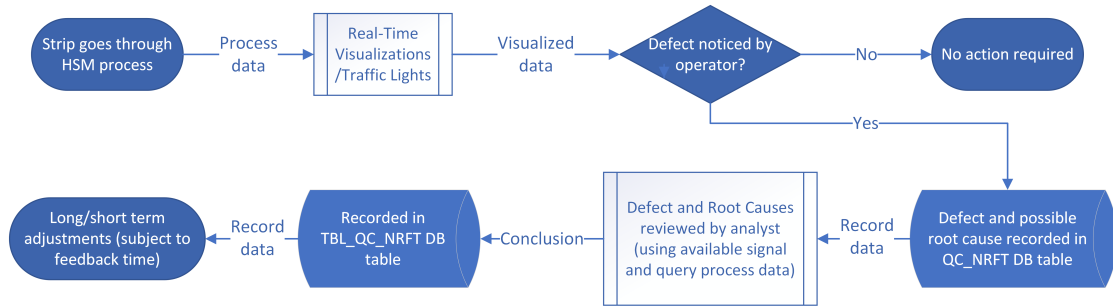 Strip goes through
HSM process
Process
data
Real-Time
Visualizations
/Traffic Lights
Visualized
data
Defect noticed by
operator?
No
No action required
Yes
Defect and possible
root cause recorded in
QC_NRFT DB table
Record
data
Defect and Root Causes
reviewed by analyst
(using available signal
and query process data)
Conclusion
Recorded in
TBL_QC_NRFT DB
table
Record
data
Long/short term
adjustments (subject to
feedback time)